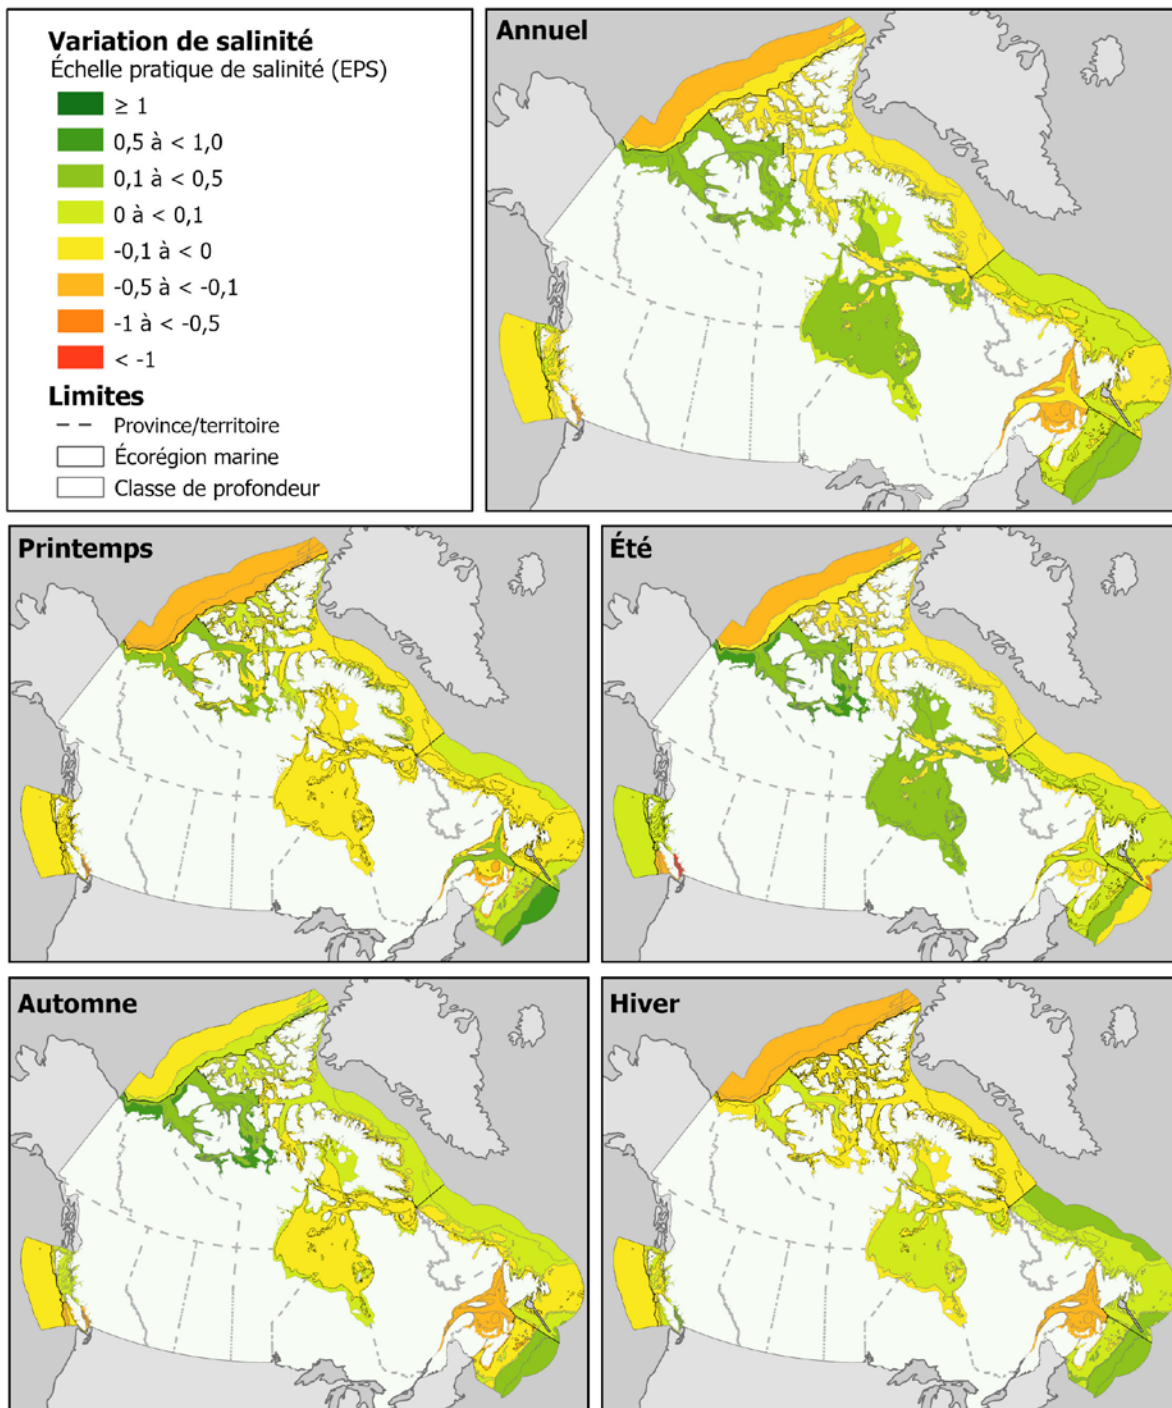 Variation de salinité
Échelle pratique de salinité (EPS)
≥ 1
0,5 à < 1,0
0,1 à < 0,5
0 à < 0,1
-0,1 à < 0
-0,5 à < -0,1
-1 à < -0,5
< -1
Limites
Province/territoire
Écorégion marine
Classe de profondeur
Annuel
Printemps
Été
Automne
Hiver